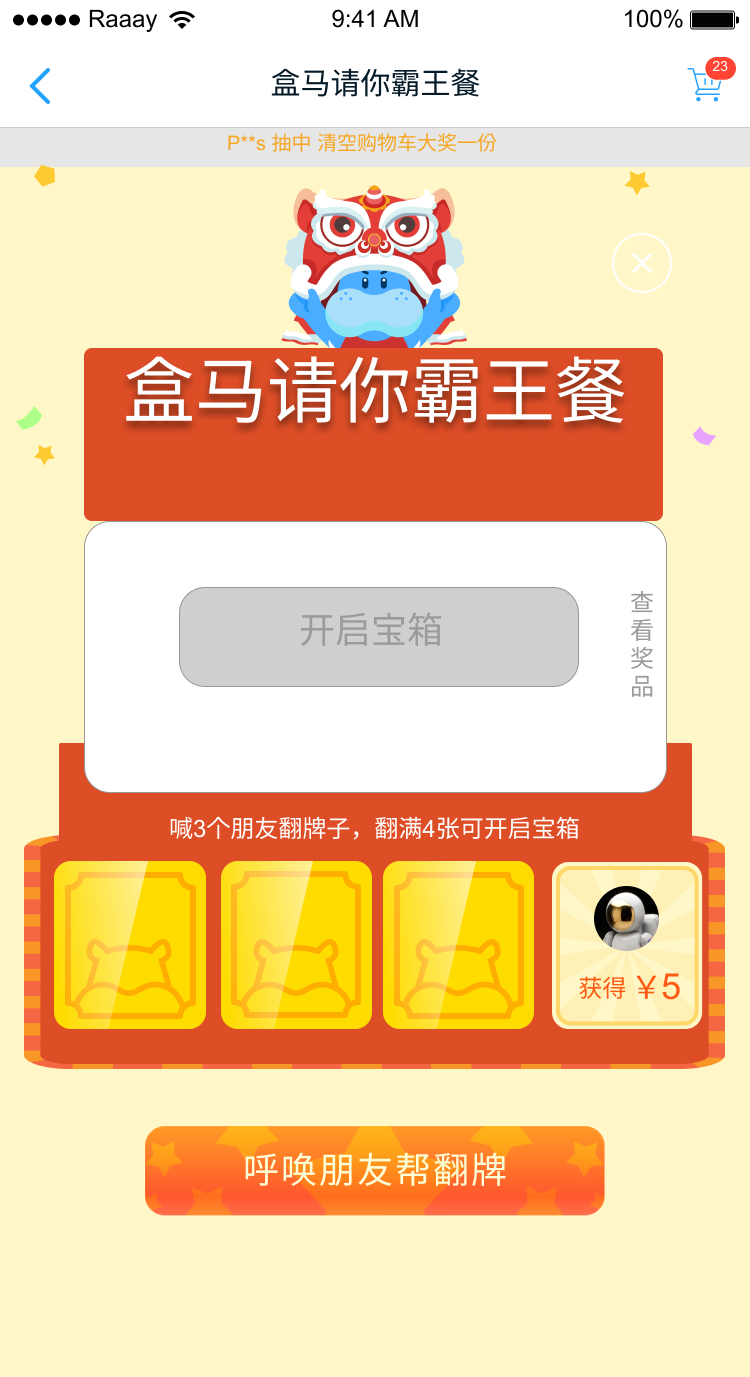 Raaay
9:41 AM
100%
盒马请你霸王餐
23
P**s 抽中 清空购物车大奖一份
盒马请你霸王餐
开启宝箱
查看奖品
喊3个朋友翻牌子，翻满4张可开启宝箱
获得 ￥5
呼唤朋友帮翻牌